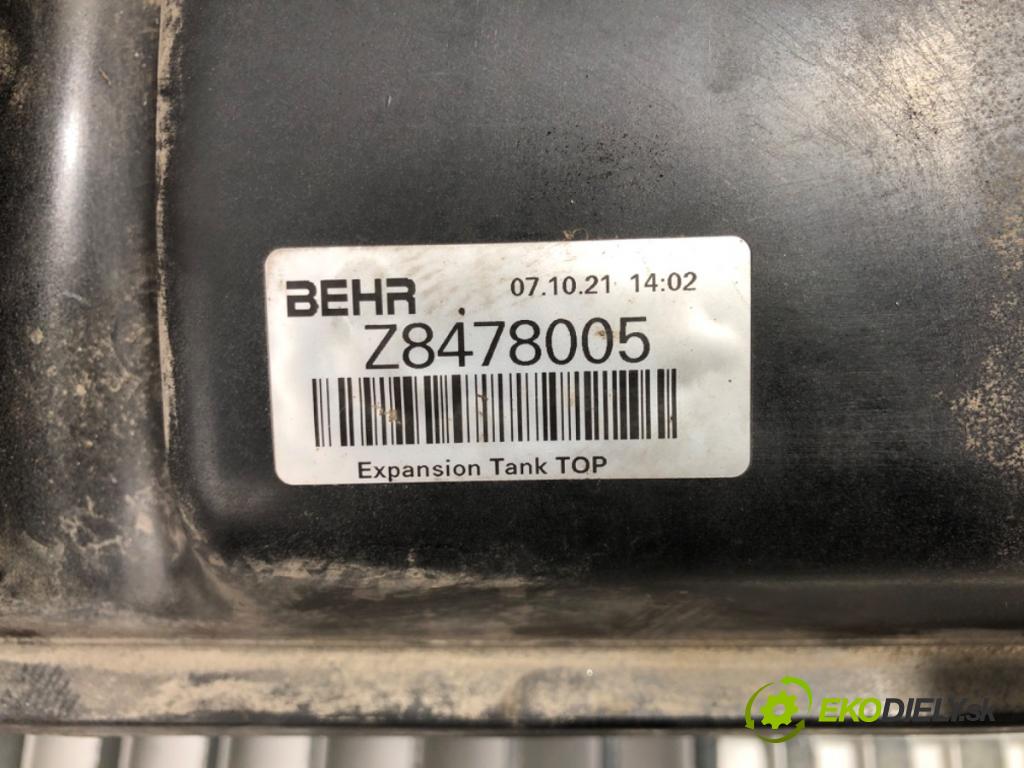 BEHR 07.10.21 14:02
Z8478005
Expansion Tank TOP
EKODIELY.sk